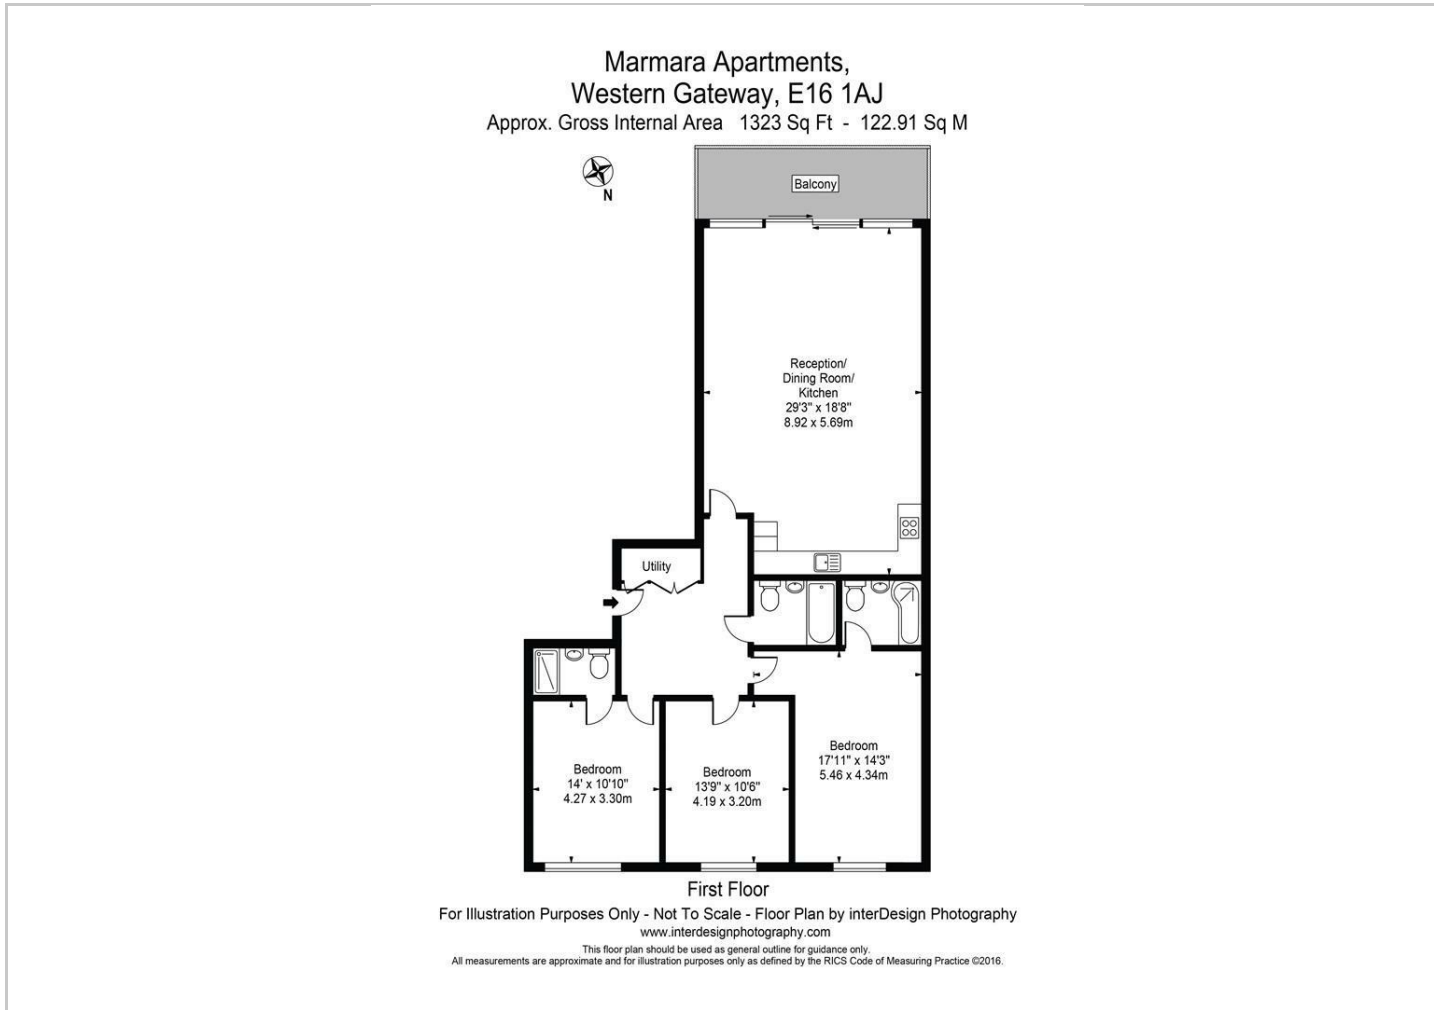 Marmara Apartments,
Western Gateway, E16 1AJ
Approx. Gross Internal Area 1323 Sq Ft - 122.91 Sq M
N
Balcony
Reception/
Dining Room/
Kitchen
29'3" x 18'8"
8.92 x 5.69m
Utility
Bedroom
17'11" x 14'3"
5.46 x 4.34m
Bedroom
14' x 10'10"
4.27 x 3.30m
Bedroom
13'9" x 10'6"
4.19 x 3.20m
First Floor
For Illustration Purposes Only - Not To Scale - Floor Plan by interDesign Photography
www.interdesignphotography.com
This floor plan should be used as general outline for guidance only.
All measurements are approximate and for illustration purposes only as defined by the RICS Code of Measuring Practice ©2016.